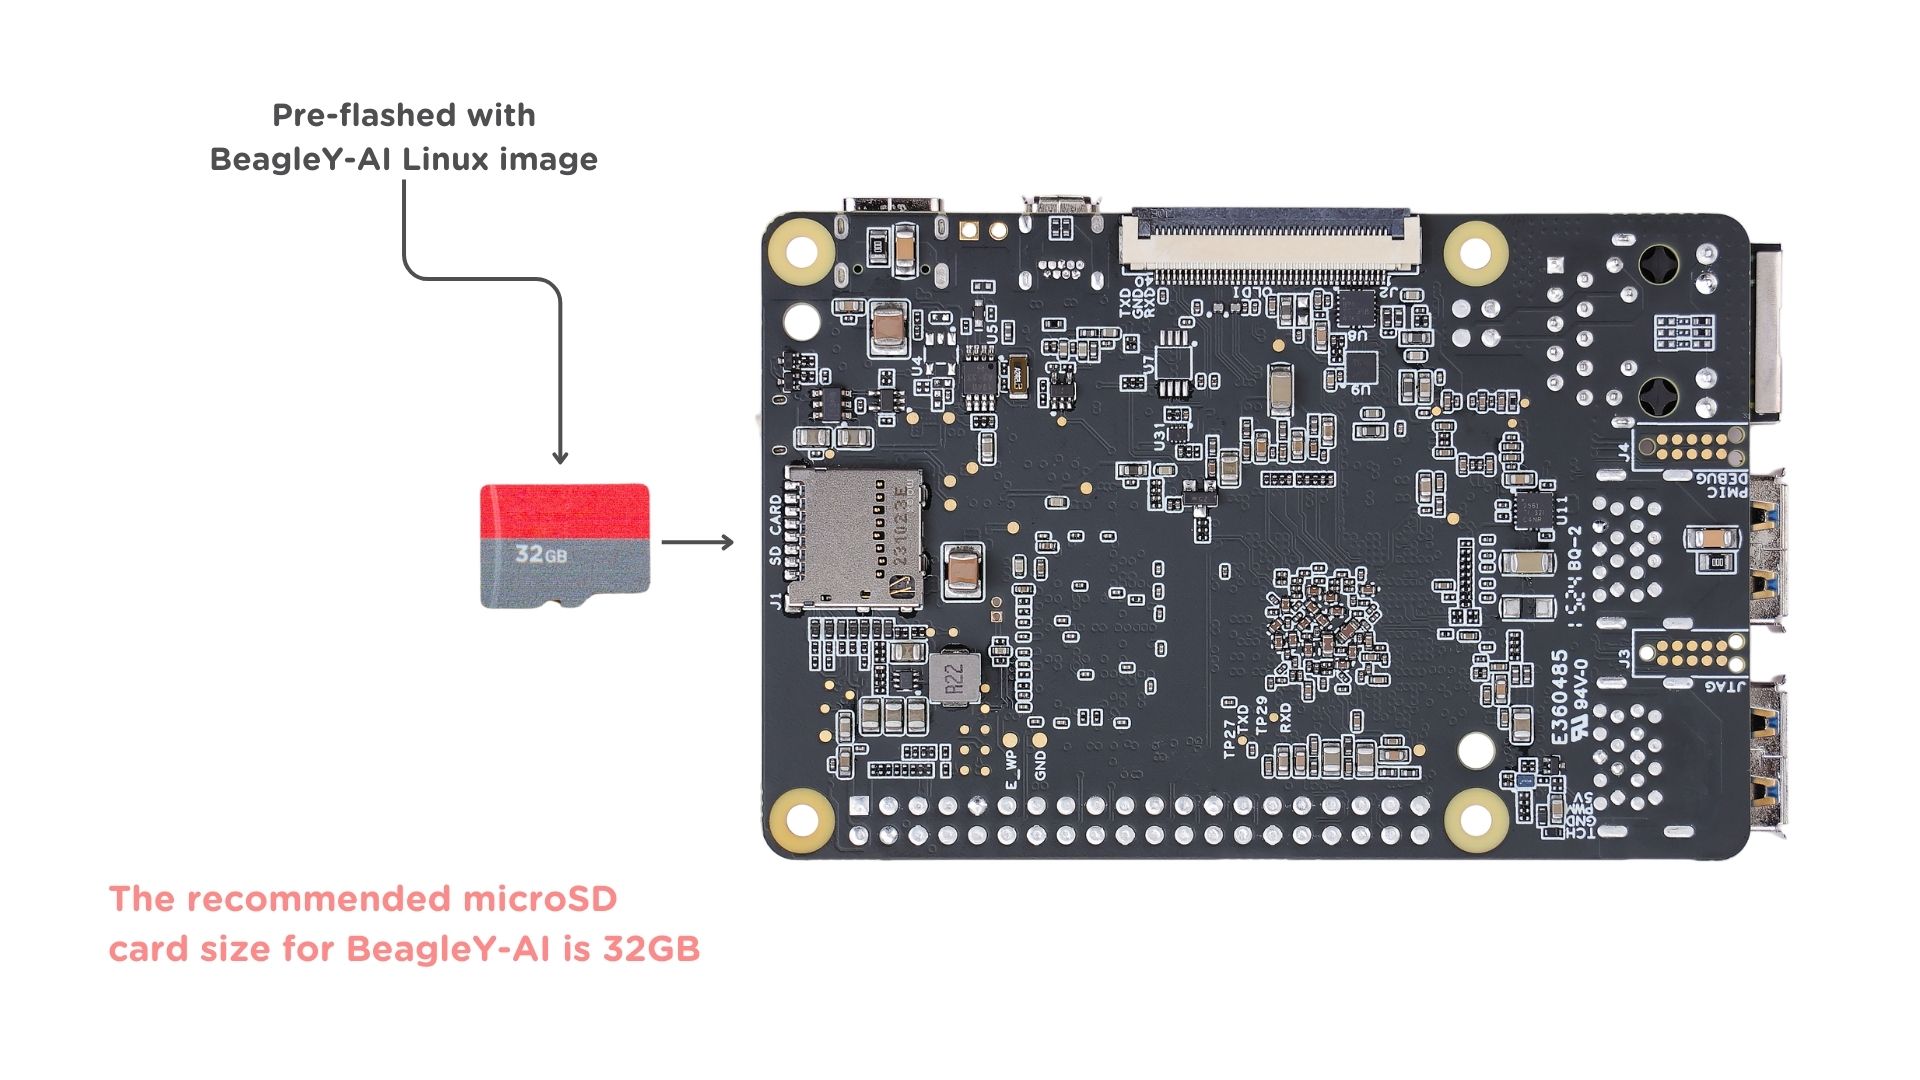 Pre-flashed with
BeagleY-AI Linux image
32GB
The recommended microSD
card size for BeagleY-AI is 32GB
TXD
GND
RXD
OLDI
J2
U5
U4
U7
U8
U9
U31
U11
J4
PMIC
DEBUG
SD CARD
J1
231023E
R22
BQ-2
J3
JTAG
E360485
94V-0
TP27
TXD
TP29
RXD
E_WP
GND
5V
PWM
GND
TCH